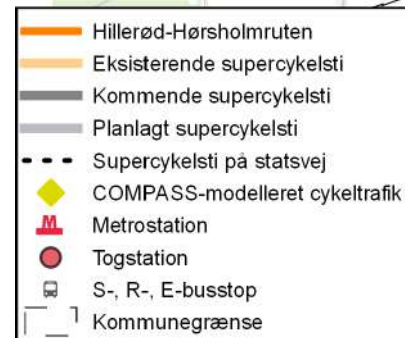 Hillerød-Hørsholmruten
Eksisterende supercykelsti
Kommende supercykelsti
Planlagt supercykelsti
Supercykelsti på statsvej
COMPASS-modelleret cykeltrafik
M Metrostation
Togstation
S-, R-, E-busstop
Kommunegrænse